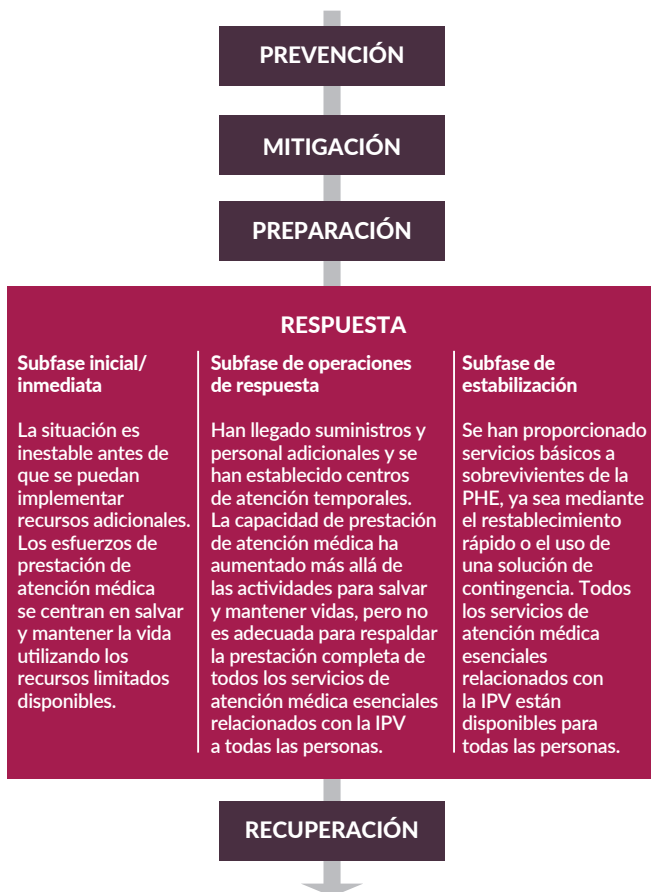 PREVENCIÓN
MITIGACIÓN
PREPARACIÓN
RESPUESTA
Subfase inicial/
inmediata
La situación es
inestable antes de
que se puedan
implementar
recursos adicionales.
Los esfuerzos de
prestación de
atención médica
se centran en salvar
y mantener la vida
utilizando los
recursos limitados
disponibles.
Subfase de operaciones
de respuesta
Han llegado suministros y
personal adicionales y se
han establecido centros
de atención temporales.
La capacidad de prestación
de atención médica ha
aumentado más allá de
las actividades para salvar
y mantener vidas, pero no
es adecuada para respaldar
la prestación completa de
todos los servicios de
atención médica esenciales
relacionados con la IPV
a todas las personas.
Subfase de
estabilización
Se han proporcionado
servicios básicos a
sobrevivientes de la
PHE, ya sea mediante
el restablecimiento
rápido o el uso de
una solución de
contingencia. Todos
los servicios de
atención médica
esenciales
relacionados con
la IPV están
disponibles para
todas las personas.
RECUPERACIÓN